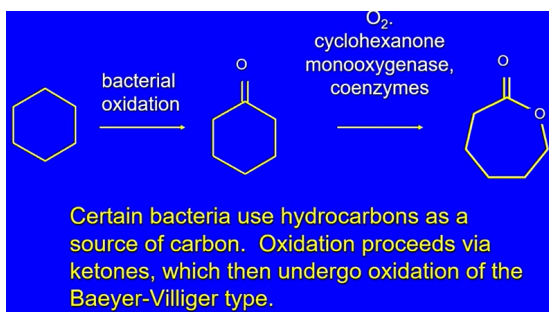 O₂.
cyclohexanone
monooxygenase,
coenzymes
bacterial
oxidation
O
O
O
Certain bacteria use hydrocarbons as a
source of carbon.  Oxidation proceeds via
ketones, which then undergo oxidation of the
Baeyer-Villiger type.